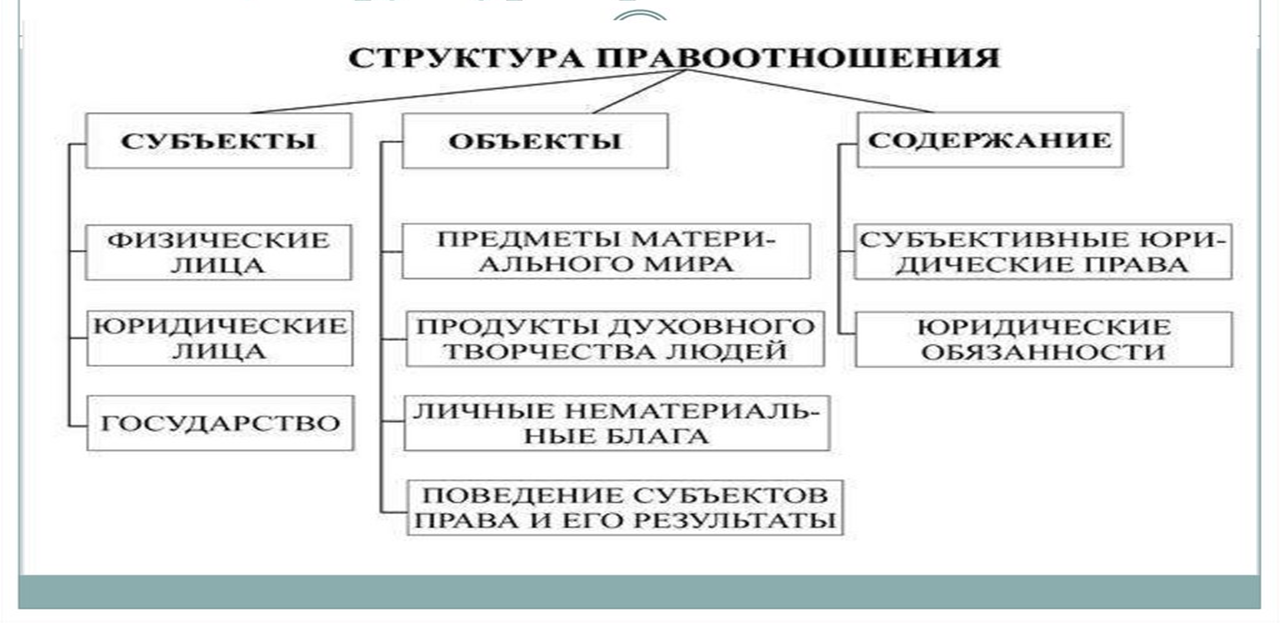 СТРУКТУРА ПРАВООТНОШЕНИЯ
СУБЪЕКТЫ
ФИЗИЧЕСКИЕ
ЛИЦА
ЮРИДИЧЕСКИЕ
ЛИЦА
ГОСУДАРСТВО
ОБЪЕКТЫ
ПРЕДМЕТЫ МАТЕРИ-
АЛЬНОГО МИРА
ПРОДУКТЫ ДУХОВНОГО
ТВОРЧЕСТВА ЛЮДЕЙ
ЛИЧНЫЕ НЕМАТЕРИАЛЬ-
НЫЕ БЛАГА
ПОВЕДЕНИЕ СУБЪЕКТОВ
ПРАВА И ЕГО РЕЗУЛЬТАТЫ
СОДЕРЖАНИЕ
СУБЪЕКТИВНЫЕ ЮРИ-
ДИЧЕСКИЕ ПРАВА
ЮРИДИЧЕСКИЕ
ОБЯЗАННОСТИ